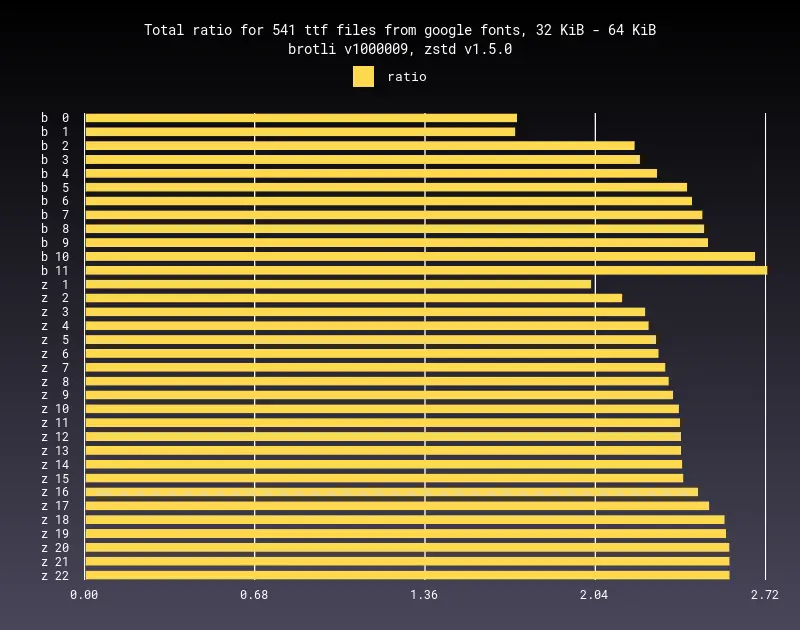 Total ratio for 541 ttf files from google fonts, 32 KiB - 64 KiB
brotli v1000009, zstd v1.5.0
ratio
b 0
b 1
b 2
b 3
b 4
b 5
b 6
b 7
b 8
b 9
b 10
b 11
z 1
z 2
z 3
z 4
z 5
z 6
z 7
z 8
z 9
z 10
z 11
z 12
z 13
z 14
z 15
z 16
z 17
z 18
z 19
z 20
z 21
z 22
0.00 0.68 1.36 2.04 2.72